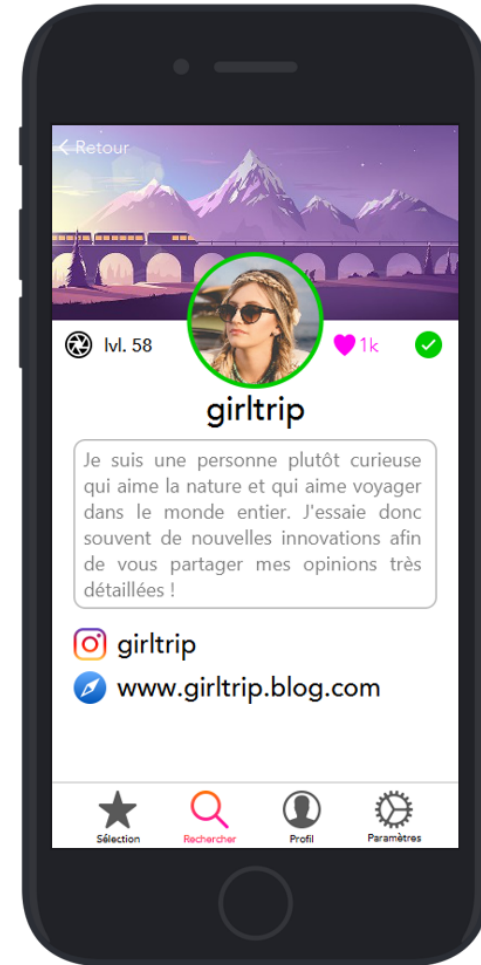 < Retour
lvl. 58
1k
girltrip
Je suis une personne plutôt curieuse
qui aime la nature et qui aime voyager
dans le monde entier. J'essaie donc
souvent de nouvelles innovations afin
de vous partager mes opinions très
détaillées !
girltrip
www.girltrip.blog.com
Sélection
Rechercher
Profil
Paramètres